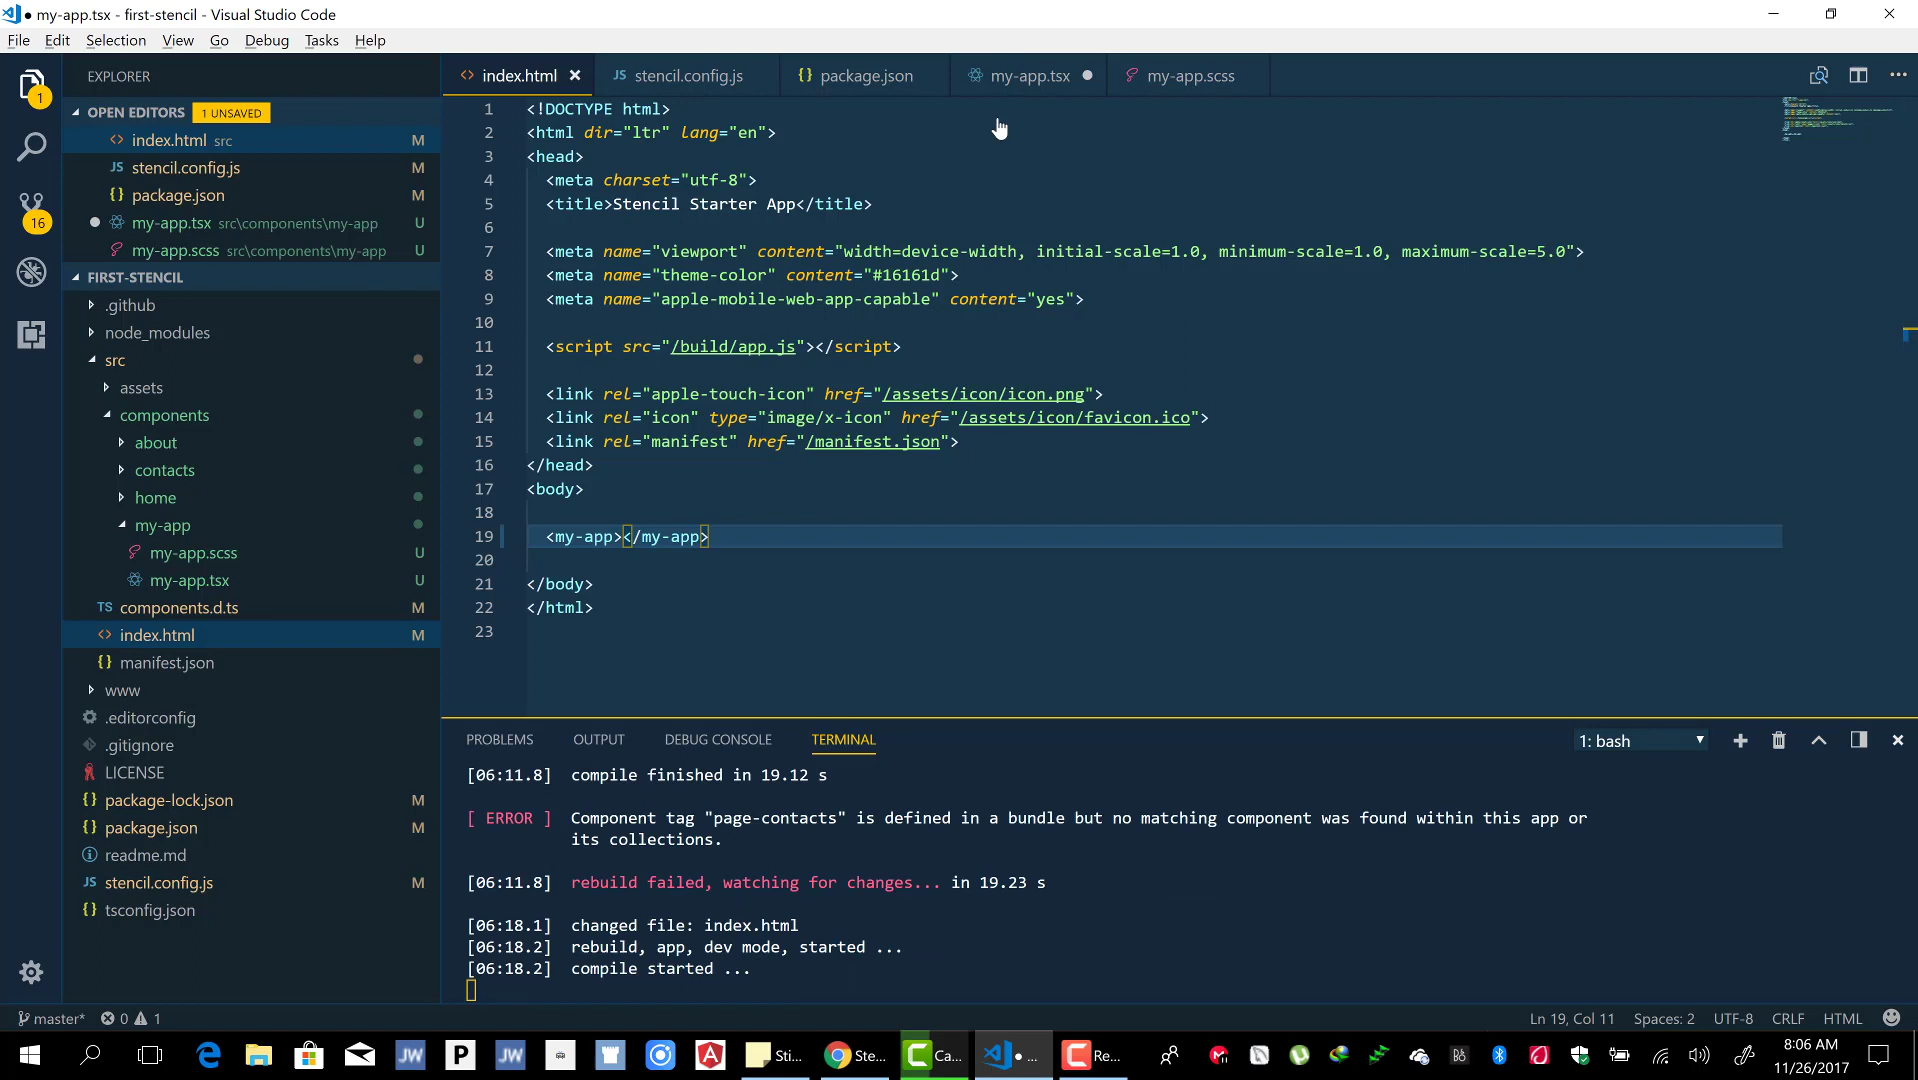 my-app.tsx - first-stencil - Visual Studio Code
File Edit Selection View Go Debug Tasks Help
EXPLORER
OPEN EDITORS 1 UNSAVED
index.html src M
stencil.config.js M
package.json M
my-app.tsx src\components\my-app U
my-app.scss src\components\my-app U
FIRST-STENCIL
.github
node_modules
src
assets
components
about
contacts
home
my-app
my-app.scss U
my-app.tsx U
TS components.d.ts M
index.html M
manifest.json
www
.editorconfig
.gitignore
LICENSE
package-lock.json M
package.json M
readme.md
JS stencil.config.js M
tsconfig.json
1
16
index.html JS stencil.config.js {} package.json my-app.tsx my-app.scss
1 <!DOCTYPE html>
2 <html dir="ltr" lang="en">
3 <head>
4 <meta charset="utf-8">
5 <title>Stencil Starter App</title>
6
7 <meta name="viewport" content="width=device-width, initial-scale=1.0, minimum-scale=1.0, maximum-scale=5.0">
8 <meta name="theme-color" content="#16161d">
9 <meta name="apple-mobile-web-app-capable" content="yes">
10
11 <script src="/build/app.js"></script>
12
13 <link rel="apple-touch-icon" href="/assets/icon/icon.png">
14 <link rel="icon" type="image/x-icon" href="/assets/icon/favicon.ico">
15 <link rel="manifest" href="/manifest.json">
16 </head>
17 <body>
18
19 <my-app></my-app>
20
21 </body>
22 </html>
23
PROBLEMS OUTPUT DEBUG CONSOLE TERMINAL 1: bash
[06:11.8] compile finished in 19.12 s
[ ERROR ] Component tag "page-contacts" is defined in a bundle but no matching component was found within this app or
its collections.
[06:11.8] rebuild failed, watching for changes... in 19.23 s
[06:18.1] changed file: index.html
[06:18.2] rebuild, app, dev mode, started ...
[06:18.2] compile started ...
master* 0 1 Ln 19, Col 11 Spaces: 2 UTF-8 CRLF HTML
JW P JW Sti... Ste... Ca... ... Re... 8:06 AM
11/26/2017